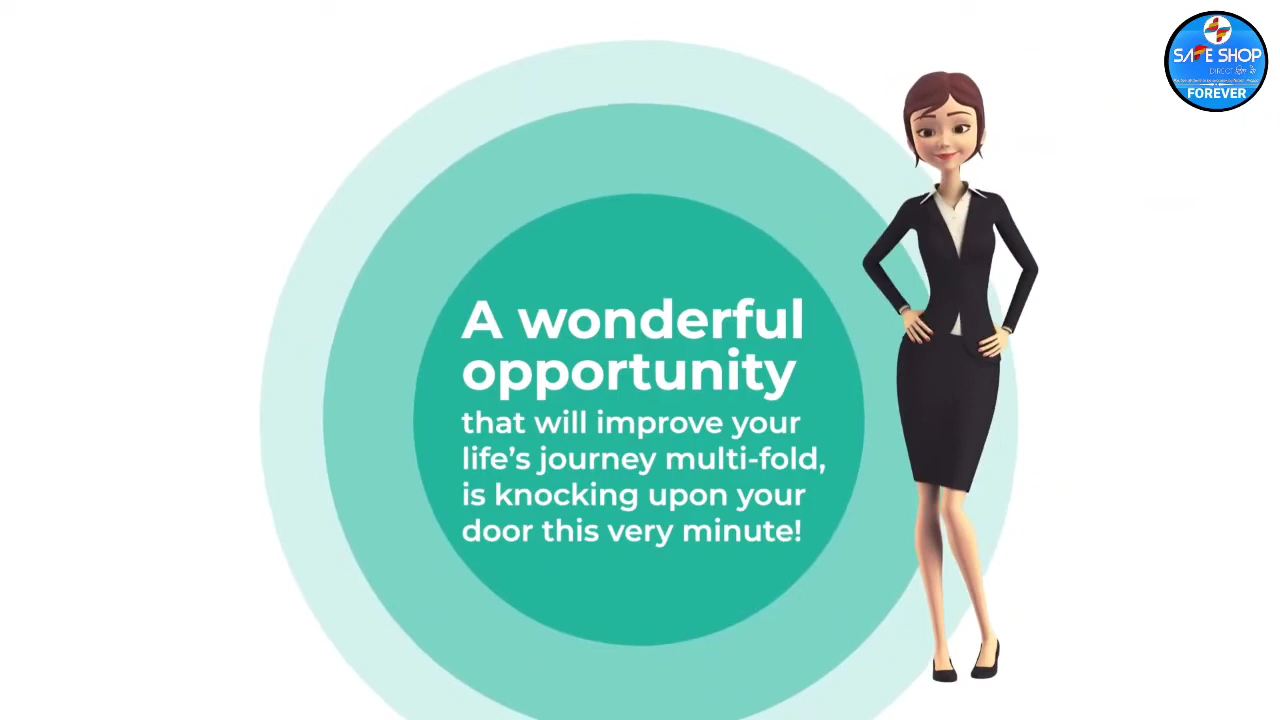 SAFE SHOP
DIRECT
FOREVER
A wonderful
opportunity
that will improve your
life's journey multi-fold,
is knocking upon your
door this very minute!